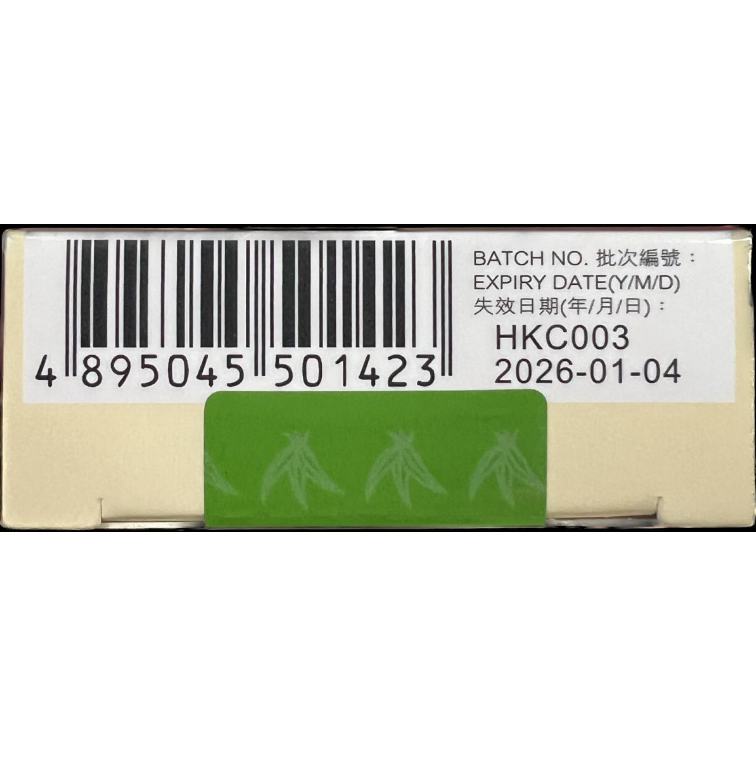 4 895045 501423
BATCH NO. 批次編號：
EXPIRY DATE(Y/M/D)
失效日期(年/月/日)：
HKC003
2026-01-04